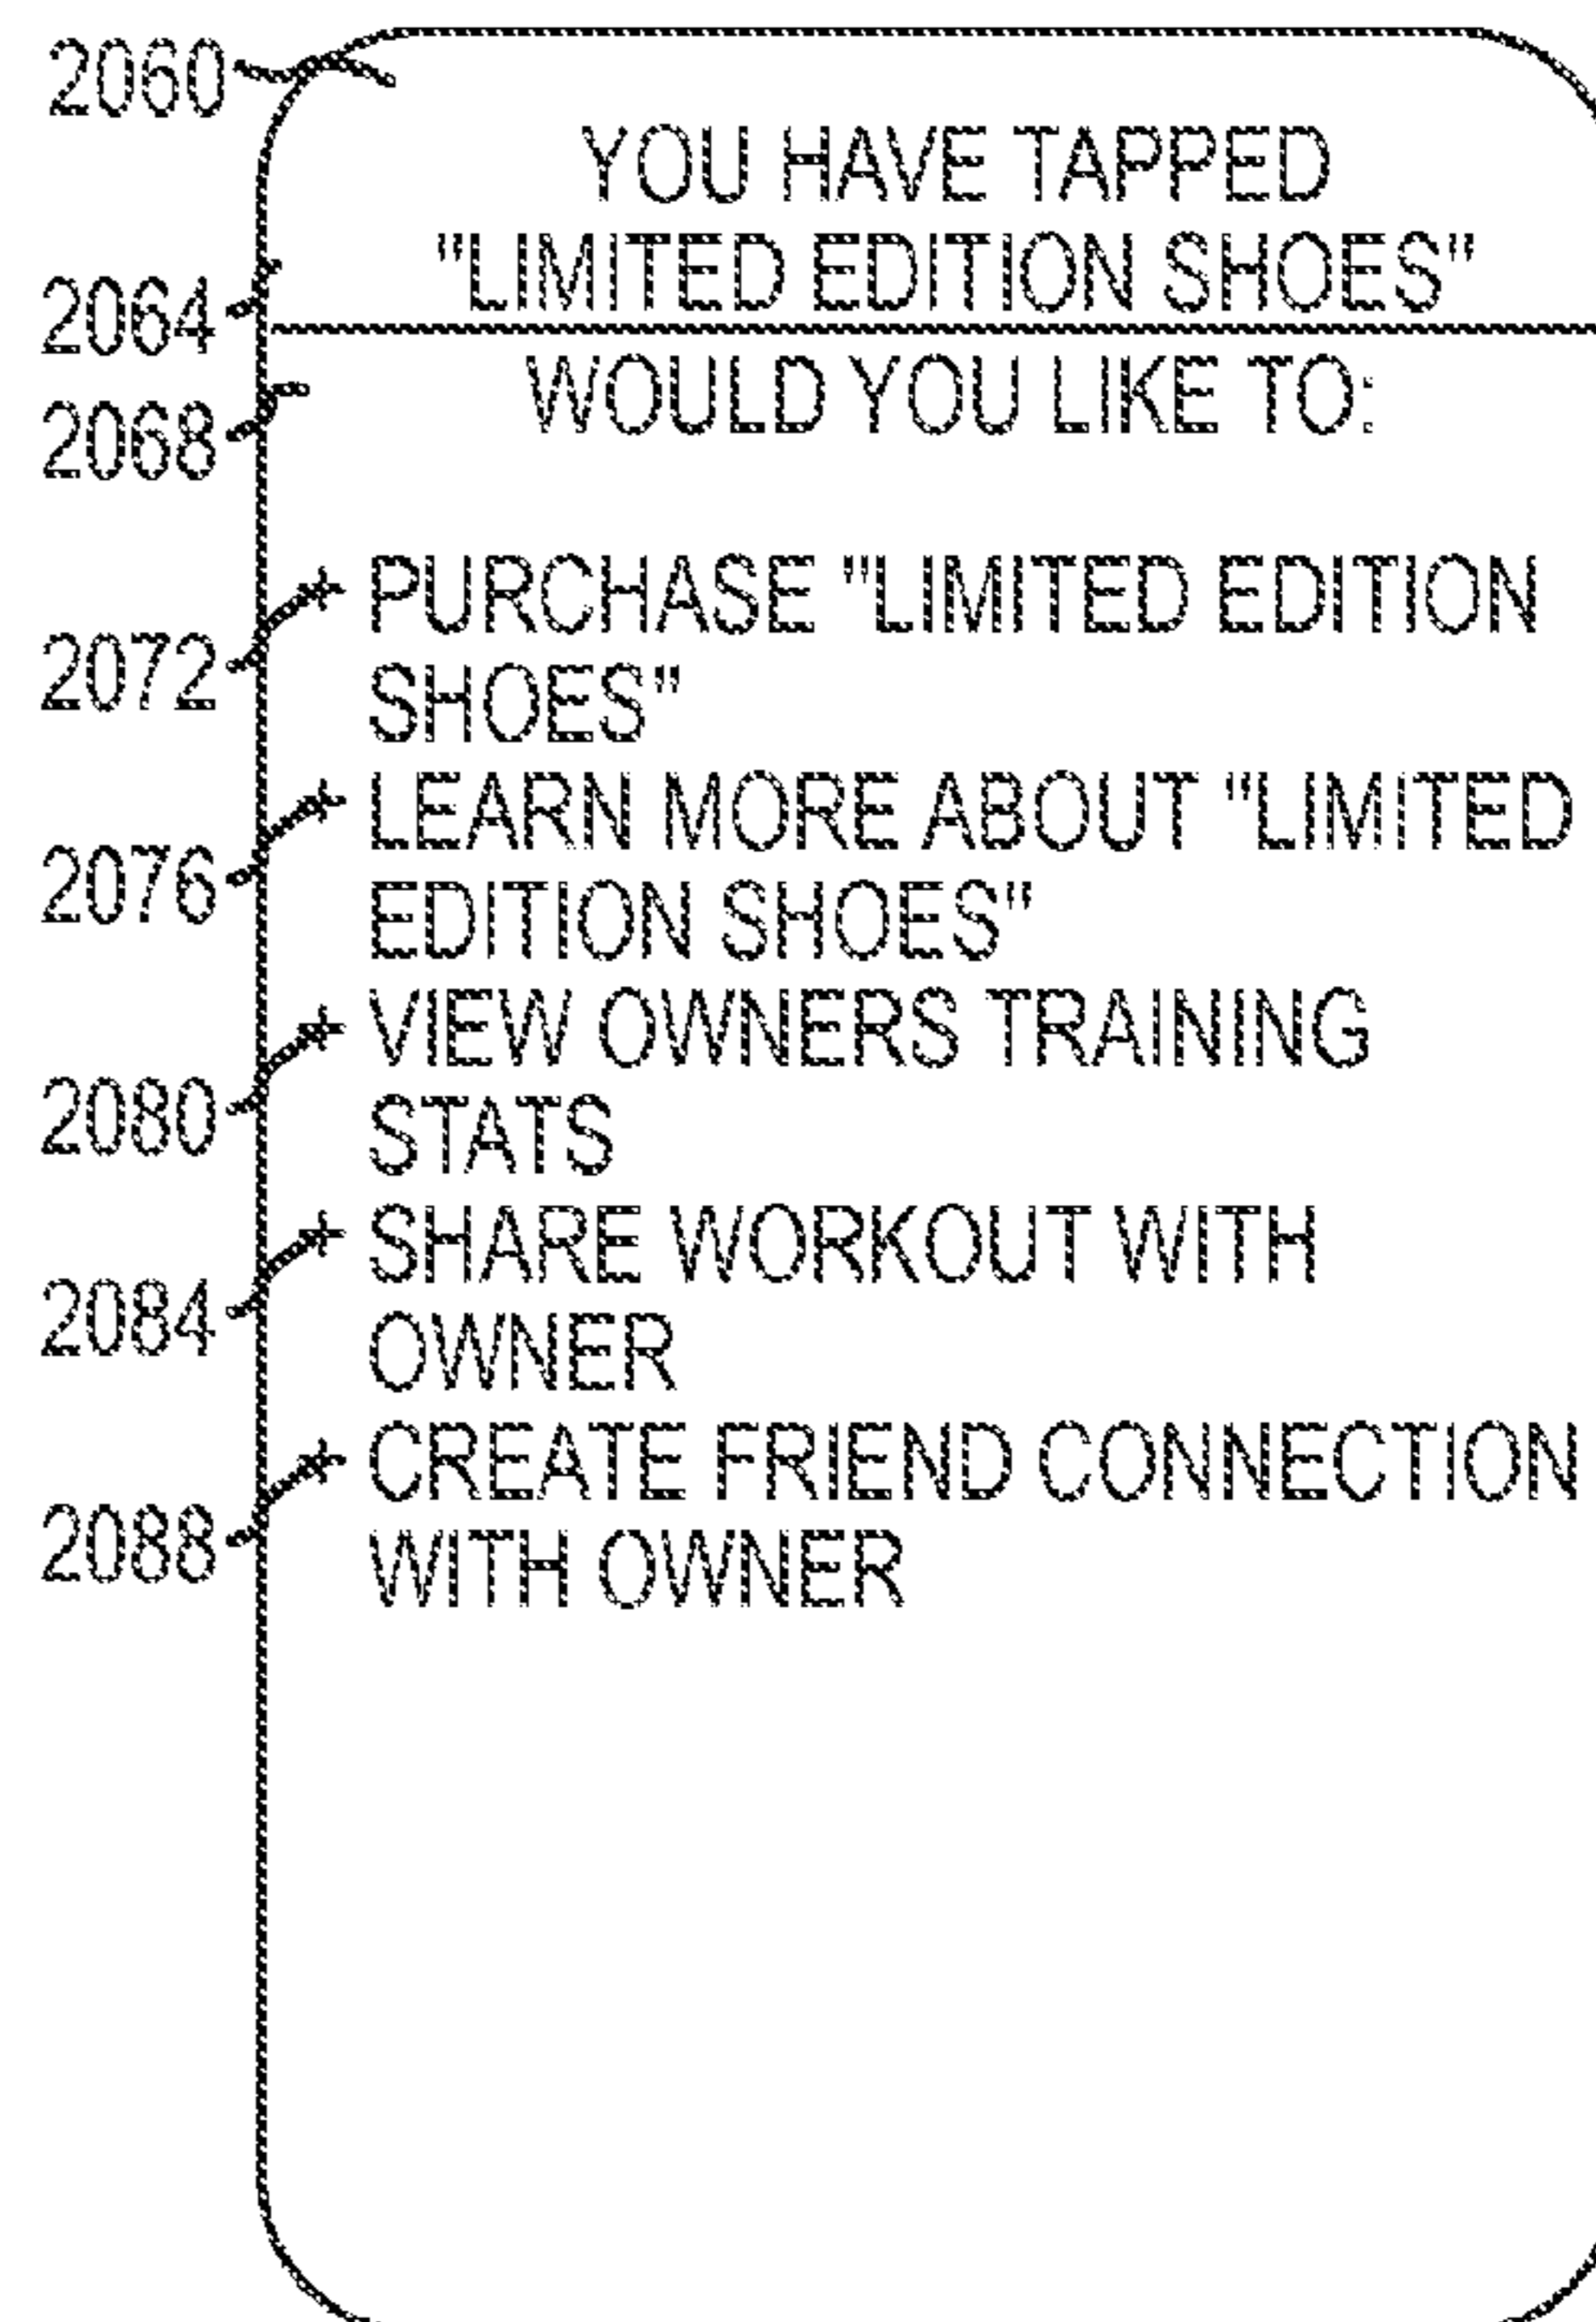 2060
YOU HAVE TAPPED
"LIMITED EDITION SHOES"
2064
WOULD YOU LIKE TO:
2068
+ PURCHASE "LIMITED EDITION
2072
SHOES"
+ LEARN MORE ABOUT "LIMITED
2076
EDITION SHOES"
+ VIEW OWNERS TRAINING
2080
STATS
+ SHARE WORKOUT WITH
2084
OWNER
+ CREATE FRIEND CONNECTION
2088
WITH OWNER